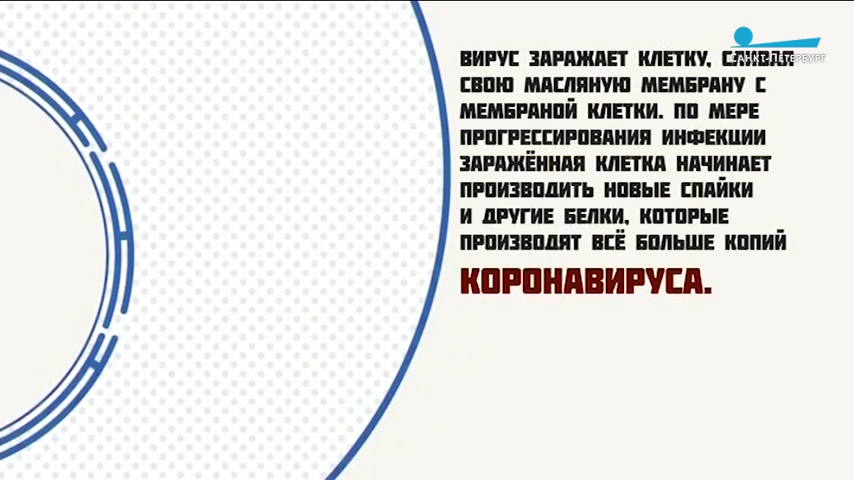 САНКТ-ПЕТЕРБУРГ
ВИРУС ЗАРАЖАЕТ КЛЕТКУ, СЛИВАЯ
СВОЮ МАСЛЯНУЮ МЕМБРАНУ С
МЕМБРАНОЙ КЛЕТКИ. ПО МЕРЕ
ПРОГРЕССИРОВАНИЯ ИНФЕКЦИИ
ЗАРАЖЁННАЯ КЛЕТКА НАЧИНАЕТ
ПРОИЗВОДИТЬ НОВЫЕ СПАЙКИ
И ДРУГИЕ БЕЛКИ, КОТОРЫЕ
ПРОИЗВОДЯТ ВСЁ БОЛЬШЕ КОПИЙ
КОРОНАВИРУСА.